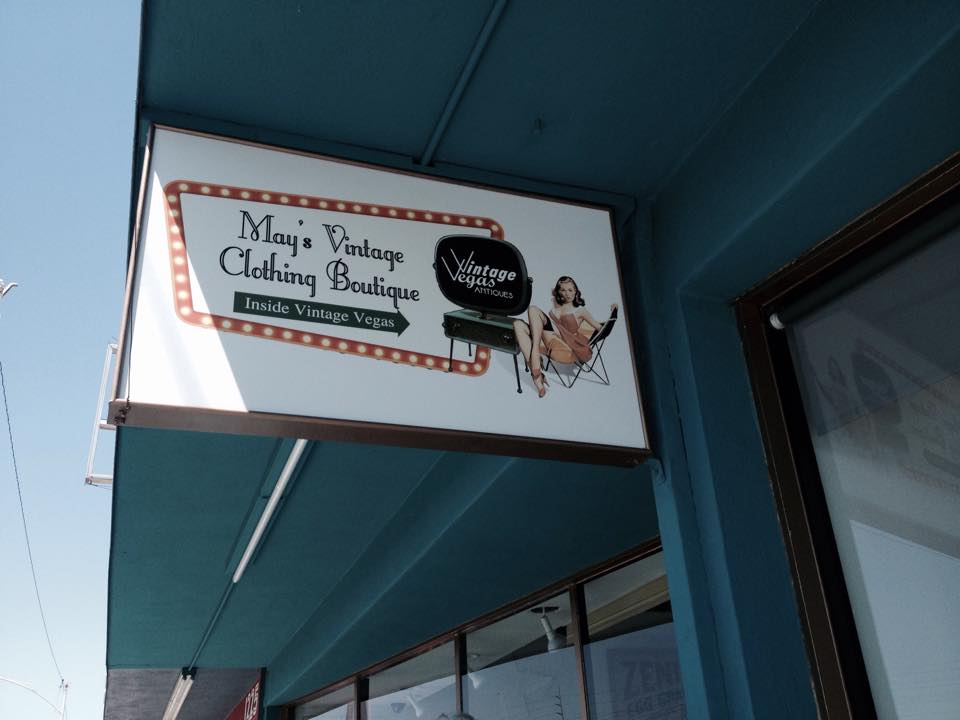 May's Vintage
Clothing Boutique
Inside Vintage Vegas
Vintage
Vegas
ANTIQUES